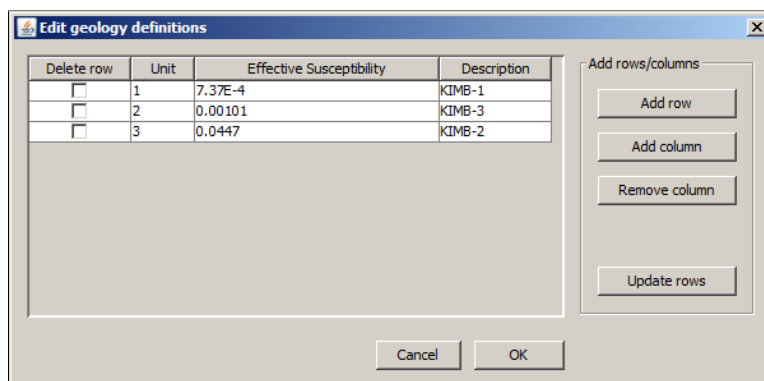 Edit geology definitions
Delete row Unit Effective Susceptibility Description
1 7.37E-4 KIMB-1
2 0.00101 KIMB-3
3 0.0447 KIMB-2
Add rows/columns
Add row
Add column
Remove column
Update rows
Cancel OK